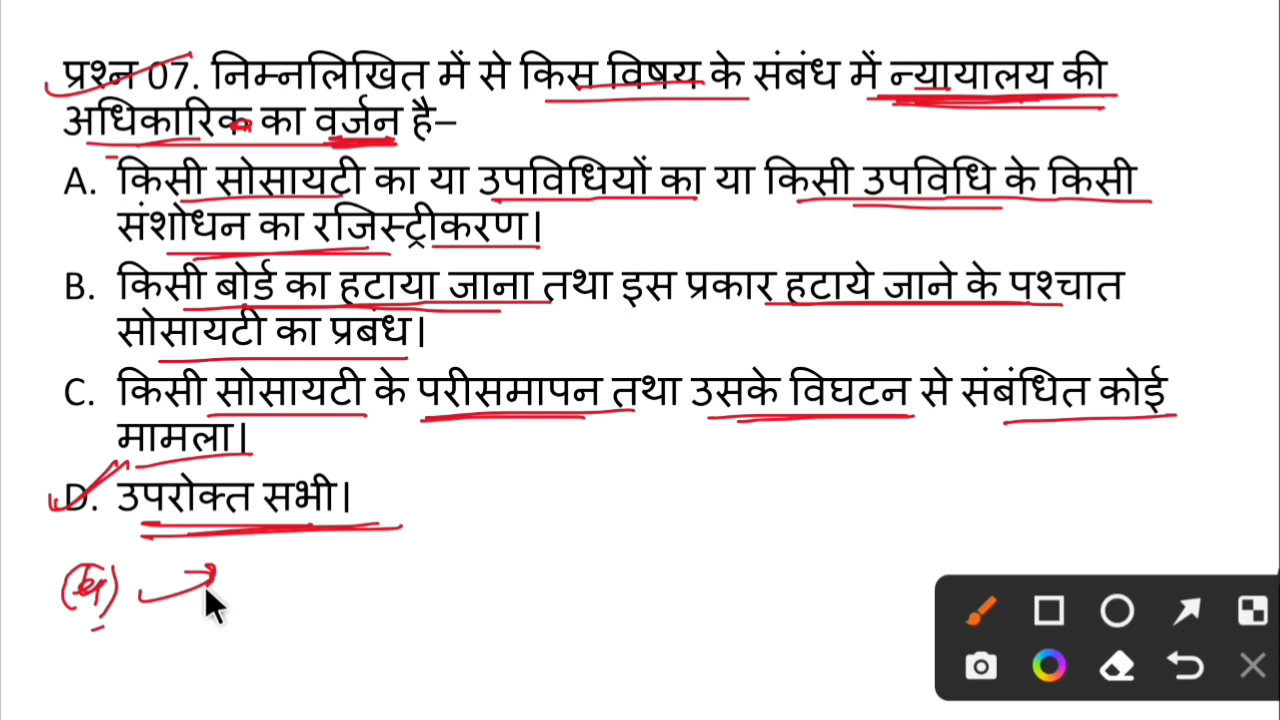 प्रश्न 07. निम्नलिखित में से किस विषय के संबंध में न्यायालय की
अधिकारिक का वर्जन है–
A. किसी सोसायटी का या उपविधियों का या किसी उपविधि के किसी
संशोधन का रजिस्ट्रीकरण।
B. किसी बोर्ड का हटाया जाना तथा इस प्रकार हटाये जाने के पश्चात
सोसायटी का प्रबंध।
C. किसी सोसायटी के परीसमापन तथा उसके विघटन से संबंधित कोई
मामला।
D. उपरोक्त सभी।